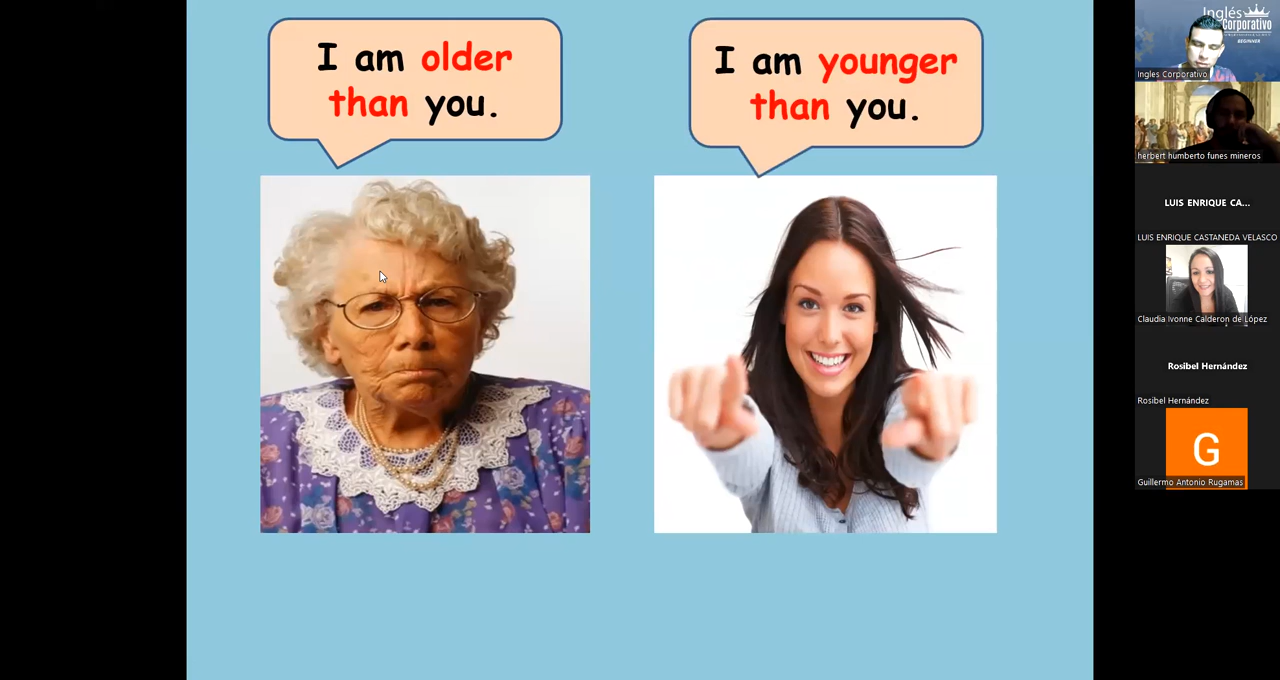 I am older
than you.
I am younger
than you.
Inglés
Corporativo
BEGINNER
Ingles Corporativo
herbert humberto funes mineros
LUIS ENRIQUE CA...
LUIS ENRIQUE CASTANEDA VELASCO
Claudia Ivonne Calderon de López
Rosibel Hernández
Rosibel Hernández
G
Guillermo Antonio Rugamas